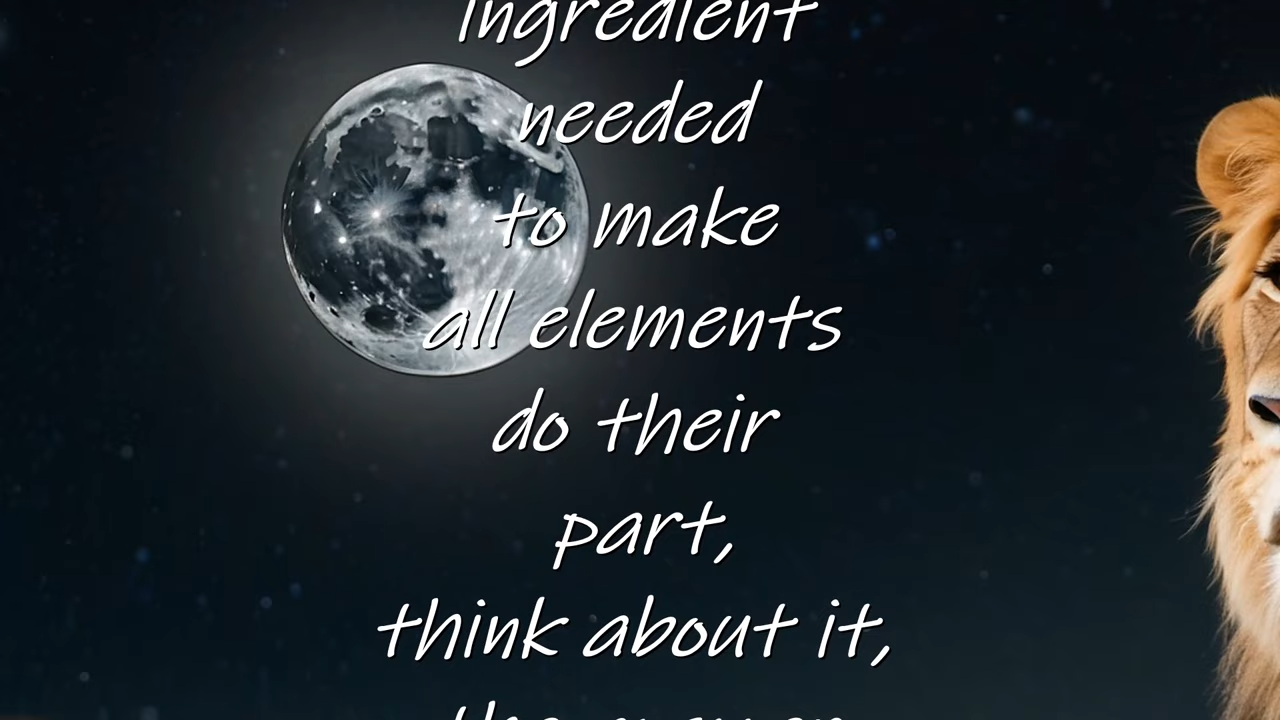 ingredient
needed
to make
all elements
do their
part,
think about it,